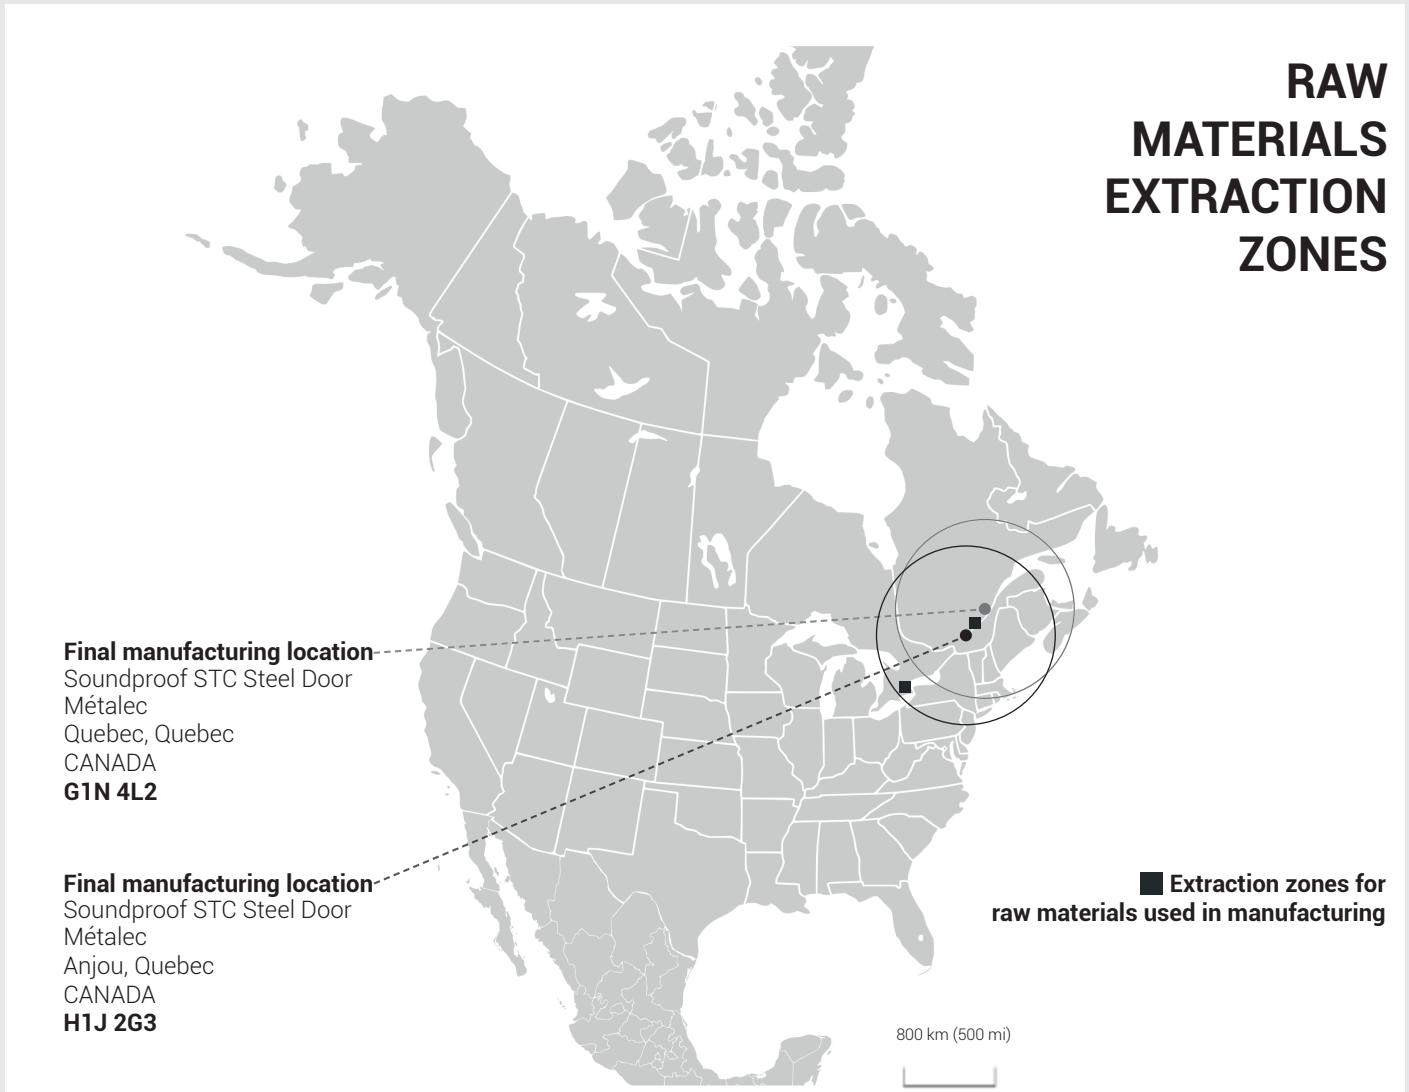 RAW
MATERIALS
EXTRACTION
ZONES
Final manufacturing location
Soundproof STC Steel Door
Métalec
Quebec, Quebec
CANADA
G1N 4L2
Final manufacturing location
Soundproof STC Steel Door
Métalec
Anjou, Quebec
CANADA
H1J 2G3
Extraction zones for
raw materials used in manufacturing
800 km (500 mi)